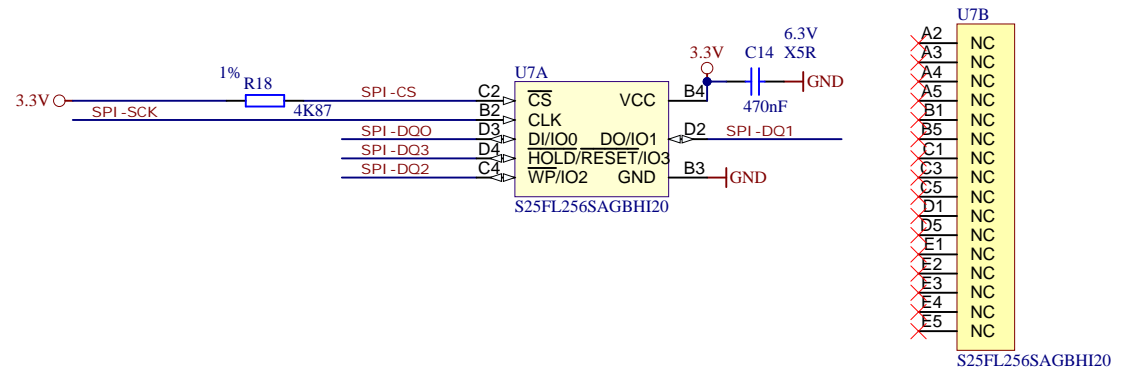 U7B
6.3V
3.3V C14 X5R
1% U7A GND
R18
3.3V SPI-CS C2 CS VCC B4 470nF
SPI-SCK 4K87 B2 CLK
SPI-DQ0 D3 DI/IO0 DO/IO1 D2 SPI-DQ1
SPI-DQ3 D4 HOLD/RESET/IO3
SPI-DQ2 C4 WP/IO2 GND B3 GND
S25FL256SAGBHI20
A2 NC
A3 NC
A4 NC
A5 NC
B1 NC
B5 NC
C1 NC
C3 NC
C5 NC
D1 NC
D5 NC
E1 NC
E2 NC
E3 NC
E4 NC
E5 NC
S25FL256SAGBHI20